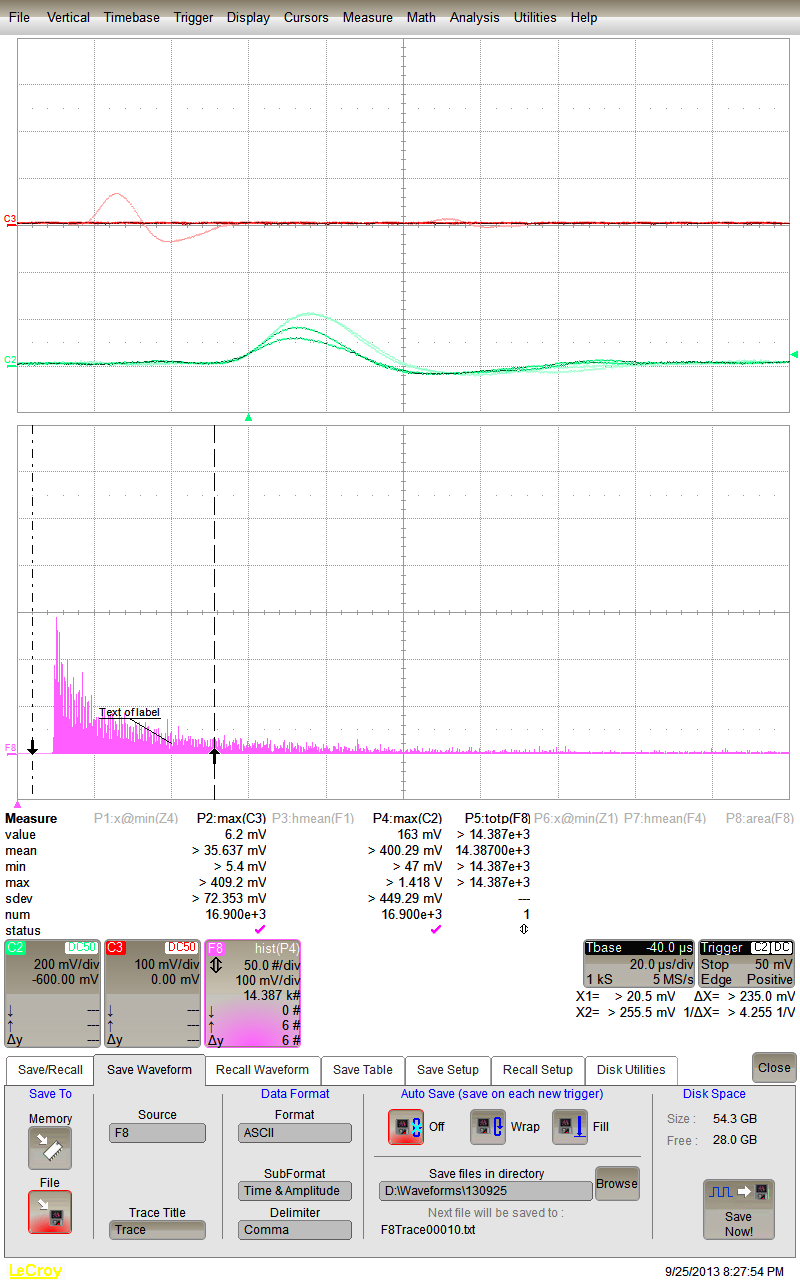 File Vertical Timebase Trigger Display Cursors Measure Math Analysis Utilities Help
C3
C2
Text of label
F8
Measure P1:x@min(Z4) P2:max(C3) P3:hmean(F1) P4:max(C2) P5:totp(F8) P6:x@min(Z1) P7:hmean(F4) P8:area(F8)
value 6.2 mV 163 mV > 14.387e+3
mean > 35.637 mV > 400.29 mV 14.38700e+3
min > 5.4 mV > 47 mV > 14.387e+3
max > 409.2 mV > 1.418 V > 14.387e+3
sdev > 72.353 mV > 449.29 mV ---
num 16.900e+3 16.900e+3 1
status
C2 DC50 C3 DC50 F8 hist(P4) Tbase -40.0 µs Trigger C2 DC
200 mV/div 100 mV/div 50.0 #/div 20.0 µs/div Stop 50 mV
-600.00 mV 0.00 mV 100 mV/div 1 kS 5 MS/s Edge Positive
14.387 k#
↓ --- ↓ --- ↓ 0 #
↑ --- ↑ --- ↑ 6 #
Δy --- Δy --- Δy 6 #
X1= > 20.5 mV ΔX= > 235.0 mV
X2= > 255.5 mV 1/ΔX= > 4.255 1/V
Save/Recall Save Waveform Recall Waveform Save Table Save Setup Recall Setup Disk Utilities Close
Save To Data Format Auto Save (save on each new trigger) Disk Space
Memory Source Format Off Wrap Fill Size : 54.3 GB
F8 ASCII Free : 28.0 GB
File SubFormat Save files in directory
Time & Amplitude D:\Waveforms\130925 Browse
Trace Title Delimiter Next file will be saved to :
Trace Comma F8Trace00010.txt
Save
Now!
LeCroy 9/25/2013 8:27:54 PM